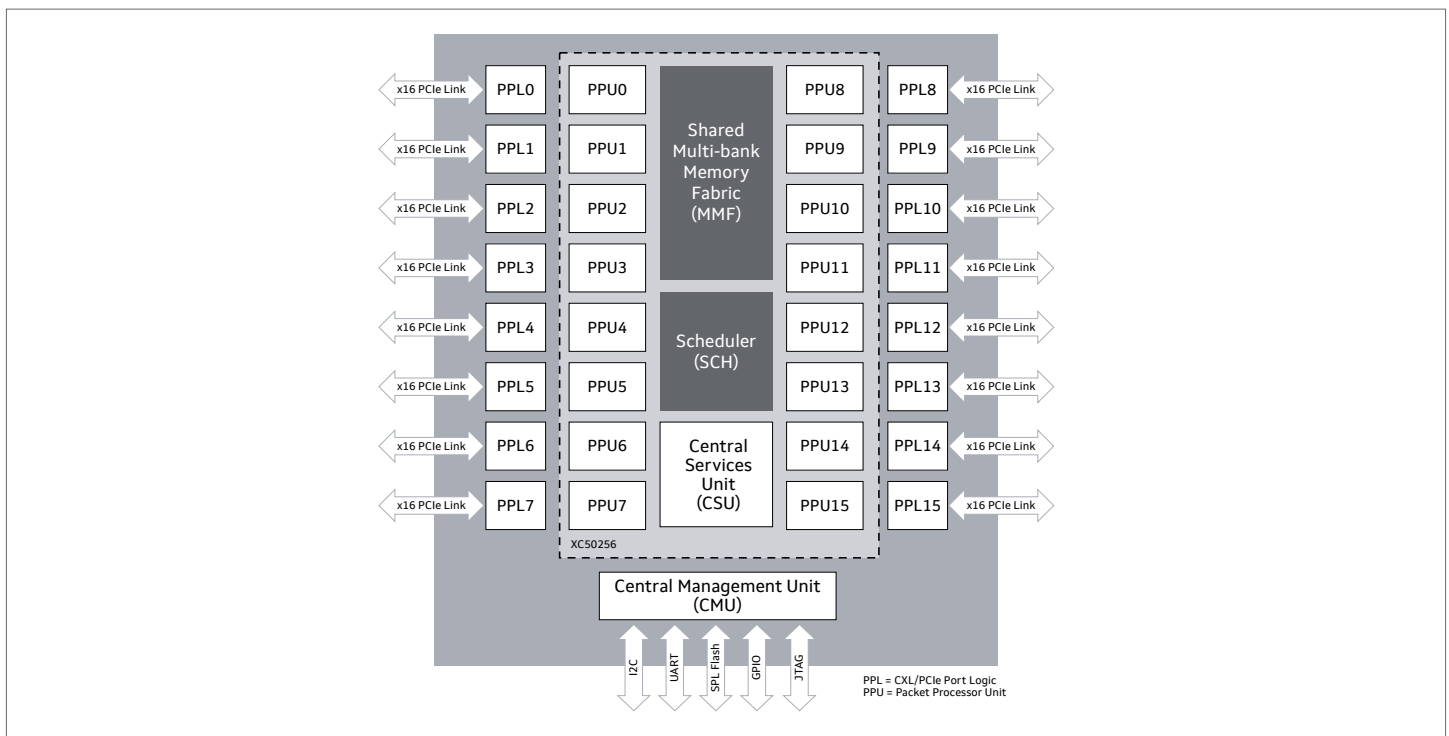 x16 PCIe Link PPL0 PPU0 PPU8 PPL8 x16 PCIe Link
x16 PCIe Link PPL1 PPU1 PPU9 PPL9 x16 PCIe Link
x16 PCIe Link PPL2 PPU2 PPU10 PPL10 x16 PCIe Link
x16 PCIe Link PPL3 PPU3 PPU11 PPL11 x16 PCIe Link
Shared
Multi-bank
Memory
Fabric
(MMF)
x16 PCIe Link PPL4 PPU4 PPU12 PPL12 x16 PCIe Link
x16 PCIe Link PPL5 PPU5 PPU13 PPL13 x16 PCIe Link
Scheduler
(SCH)
x16 PCIe Link PPL6 PPU6 PPU14 PPL14 x16 PCIe Link
x16 PCIe Link PPL7 PPU7 PPU15 PPL15 x16 PCIe Link
Central
Services
Unit
(CSU)
XC50256
Central Management Unit
(CMU)
I2C
UART
SPL Flash
GPIO
JTAG
PPL = CXL/PCIe Port Logic
PPU = Packet Processor Unit